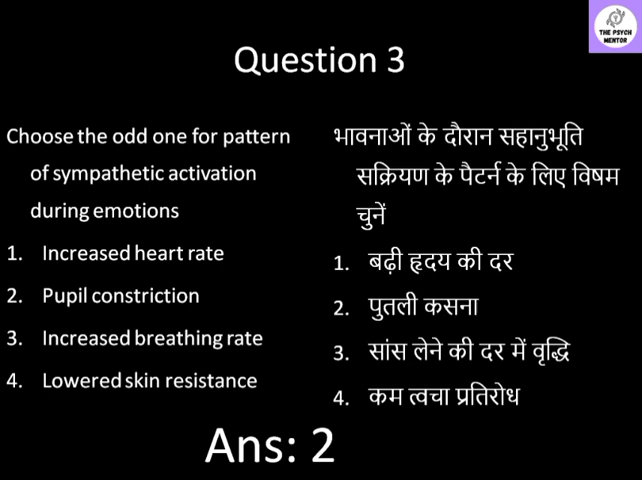 THE PSYCH
MENTOR
Question 3
Choose the odd one for pattern
of sympathetic activation
during emotions
1. Increased heart rate
2. Pupil constriction
3. Increased breathing rate
4. Lowered skin resistance
भावनाओं के दौरान सहानुभूति
सक्रियण के पैटर्न के लिए विषम
चुनें
1. बढ़ी हृदय की दर
2. पुतली कसना
3. सांस लेने की दर में वृद्धि
4. कम त्वचा प्रतिरोध
Ans: 2